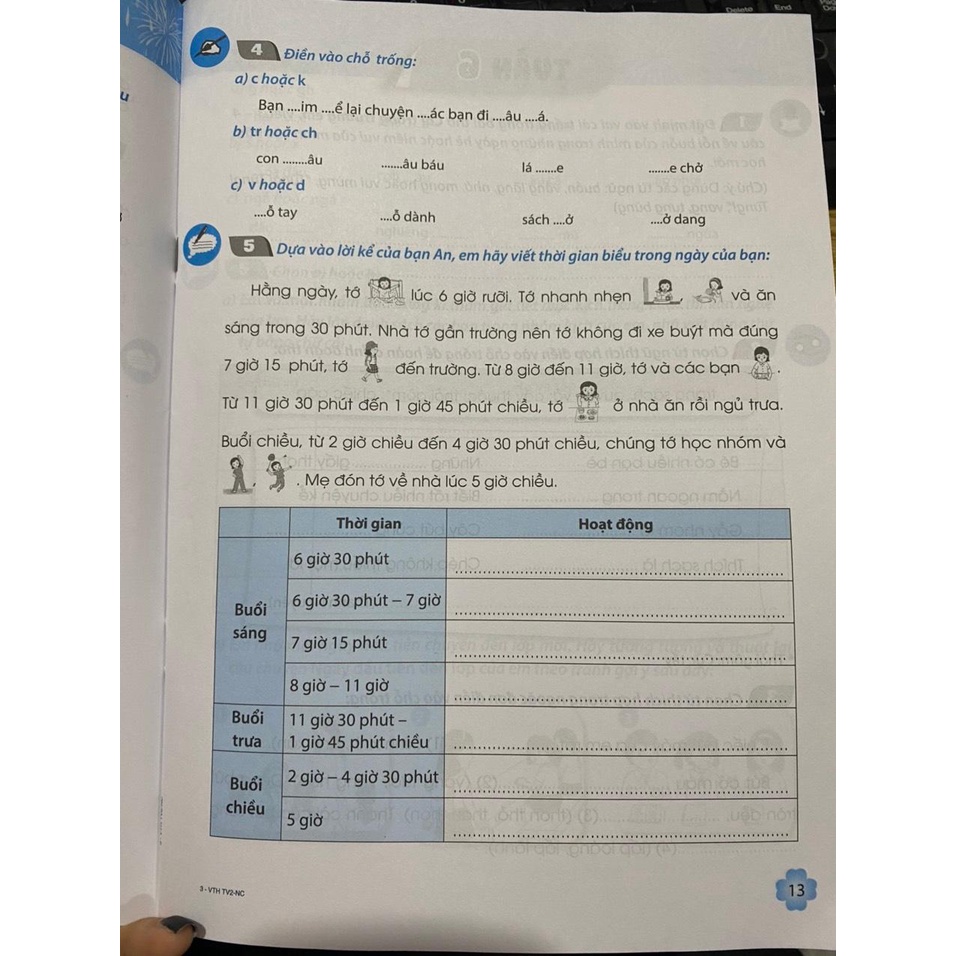 4 Điền vào chỗ trống:
a) c hoặc k
Bạn ....im ....ể lại chuyện ....ác bạn đi ....âu ....á.
b) tr hoặc ch
con ........âu .......âu báu lá .......e .......e chở
c) v hoặc d
....ỗ tay ....ỗ dành sách ....ở ....ở dang
5 Dựa vào lời kể của bạn An, em hãy viết thời gian biểu trong ngày của bạn:
Hằng ngày, tớ lúc 6 giờ rưỡi. Tớ nhanh nhẹn , và ăn
sáng trong 30 phút. Nhà tớ gần trường nên tớ không đi xe buýt mà đúng
7 giờ 15 phút, tớ đến trường. Từ 8 giờ đến 11 giờ, tớ và các bạn .
Từ 11 giờ 30 phút đến 1 giờ 45 phút chiều, tớ ở nhà ăn rồi ngủ trưa.
Buổi chiều, từ 2 giờ chiều đến 4 giờ 30 phút chiều, chúng tớ học nhóm và
, . Mẹ đón tớ về nhà lúc 5 giờ chiều.
Thời gian Hoạt động
Buổi sáng
6 giờ 30 phút
6 giờ 30 phút – 7 giờ
7 giờ 15 phút
8 giờ – 11 giờ
Buổi trưa
11 giờ 30 phút –
1 giờ 45 phút chiều
Buổi chiều
2 giờ – 4 giờ 30 phút
5 giờ
3 - VTH TV2-NC
13